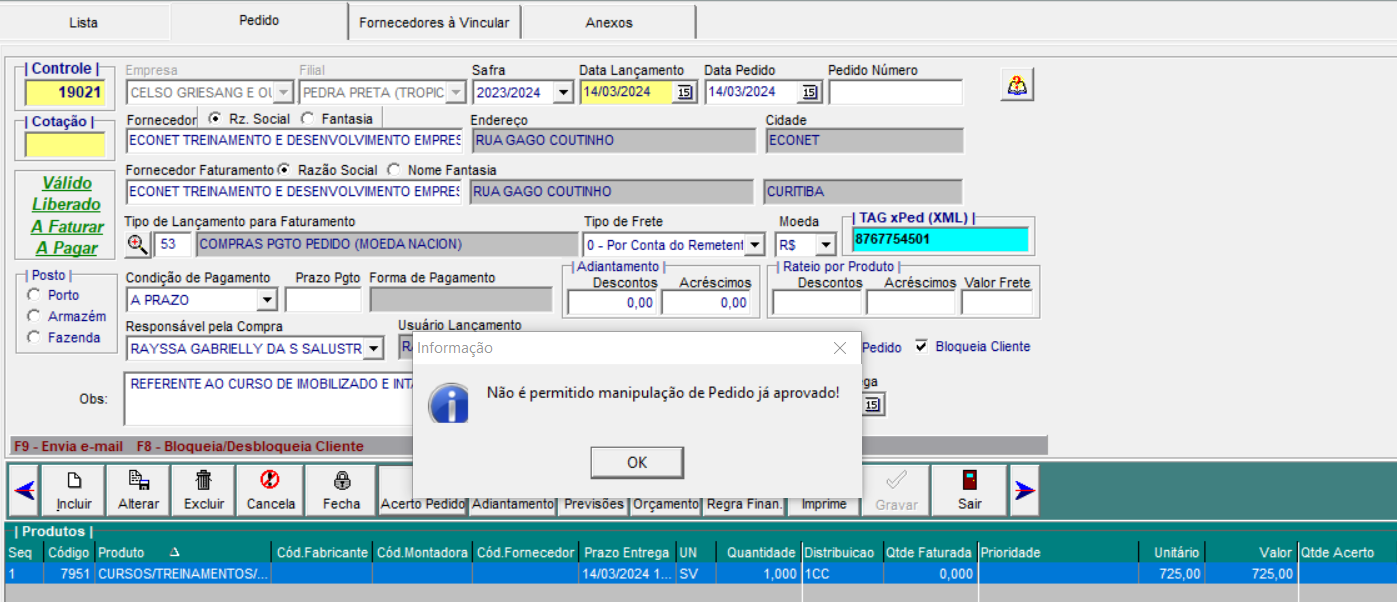 Lista Pedido Fornecedores à Vincular Anexos
| Controle | Empresa Filial Safra Data Lançamento Data Pedido Pedido Número
19021 CELSO GRIESANG E OU PEDRA PRETA (TROPIC 2023/2024 14/03/2024 15 14/03/2024 15
| Cotação | Fornecedor Rz. Social Fantasia Endereço Cidade
ECONET TREINAMENTO E DESENVOLVIMENTO EMPRES RUA GAGO COUTINHO ECONET
Fornecedor Faturamento Razão Social Nome Fantasia
Válido ECONET TREINAMENTO E DESENVOLVIMENTO EMPRES RUA GAGO COUTINHO CURITIBA
Liberado
A Faturar Tipo de Lançamento para Faturamento Tipo de Frete Moeda | TAG xPed (XML) |
A Pagar 53 COMPRAS PGTO PEDIDO (MOEDA NACION) 0 - Por Conta do Remetent R$ 8767754501
| Posto | Condição de Pagamento Prazo Pgto Forma de Pagamento | Adiantamento | Rateio por Produto |
Descontos Acréscimos Descontos Acréscimos Valor Frete
Porto A PRAZO 0,00 0,00
Armazém
Fazenda Responsável pela Compra Usuário Lançamento
RAYSSA GABRIELLY DA S SALUSTR Informação Pedido Bloqueia Cliente
Obs: REFERENTE AO CURSO DE IMOBILIZADO E INT Não é permitido manipulação de Pedido já aprovado! ga
15
F9 - Envia e-mail F8 - Bloqueia/Desbloqueia Cliente
OK
Incluir Alterar Excluir Cancela Fecha Acerto Pedido Adiantamento Previsões Orçamento Regra Finan. Imprime Gravar Sair
| Produtos |
Seq Código Produto Cód.Fabricante Cód.Montadora Cód.Fornecedor Prazo Entrega UN Quantidade Distribuicao Qtde Faturada Prioridade Unitário Valor Qtde Acerto
1 7951 CURSOS/TREINAMENTOS/... 14/03/2024 1... SV 1,000 1CC 0,000 725,00 725,00